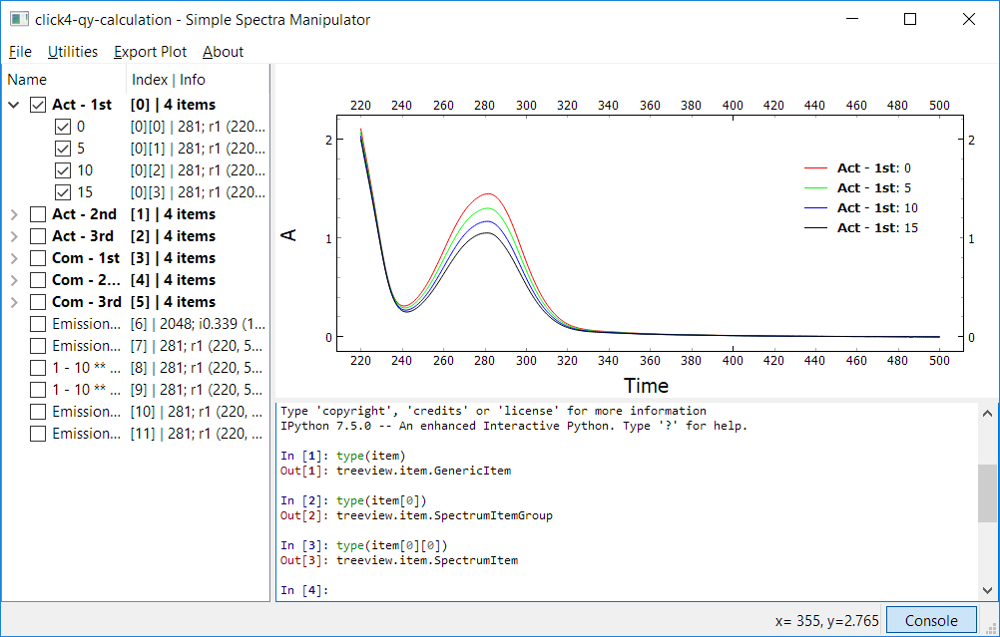 click4-qy-calculation - Simple Spectra Manipulator
File Utilities Export Plot About
Name Index | Info
Act - 1st [0] | 4 items
0 [0][0] | 281; r1 (220...
5 [0][1] | 281; r1 (220...
10 [0][2] | 281; r1 (220...
15 [0][3] | 281; r1 (220...
Act - 2nd [1] | 4 items
Act - 3rd [2] | 4 items
Com - 1st [3] | 4 items
Com - 2... [4] | 4 items
Com - 3rd [5] | 4 items
Emission... [6] | 2048; i0.339 (1...
Emission... [7] | 281; r1 (220, 5...
1 - 10 ** ... [8] | 281; r1 (220, 5...
1 - 10 ** ... [9] | 281; r1 (220, 5...
Emission... [10] | 281; r1 (220, ...
Emission... [11] | 281; r1 (220, ...
220 240 260 280 300 320 340 360 380 400 420 440 460 480 500
2 2
Act - 1st: 0
Act - 1st: 5
Act - 1st: 10
Act - 1st: 15
A
1 1
0 0
220 240 260 280 300 320 340 360 380 400 420 440 460 480 500
Time
Type 'copyright', 'credits' or 'license' for more information
IPython 7.5.0 -- An enhanced Interactive Python. Type '?' for help.
In [1]: type(item)
Out[1]: treeview.item.GenericItem
In [2]: type(item[0])
Out[2]: treeview.item.SpectrumItemGroup
In [3]: type(item[0][0])
Out[3]: treeview.item.SpectrumItem
In [4]:
x= 355, y=2.765 Console